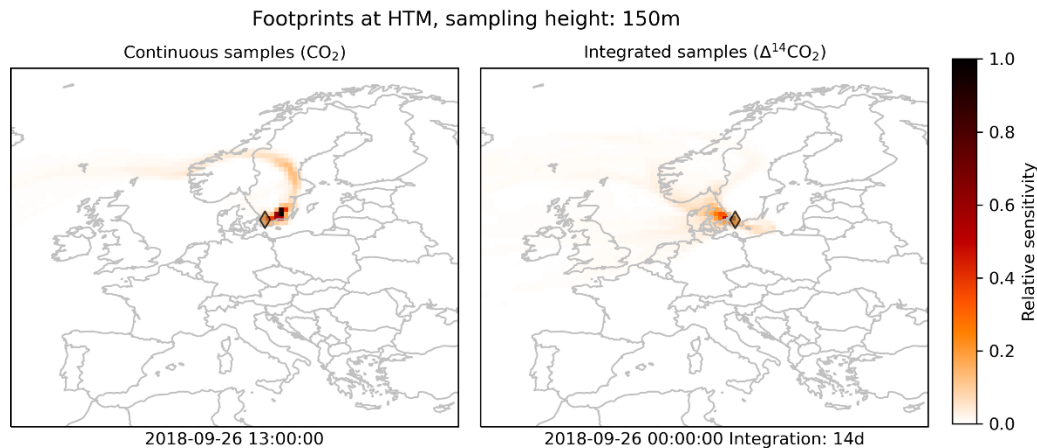 Footprints at HTM, sampling height: 150m
Continuous samples (CO₂)
Integrated samples (Δ¹⁴CO₂)
1.0
0.8
0.6
0.4
0.2
0.0
Relative sensitivity
2018-09-26 13:00:00
2018-09-26 00:00:00 Integration: 14d